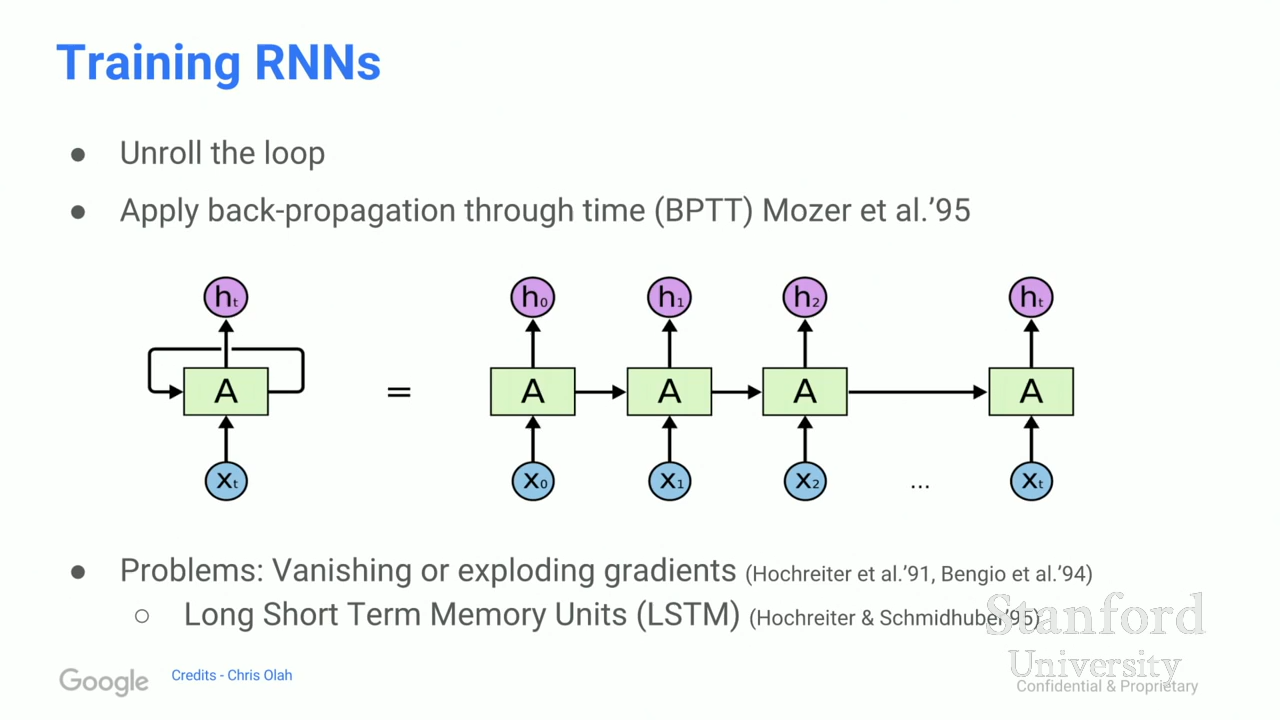 Training RNNs
● Unroll the loop
● Apply back-propagation through time (BPTT) Mozer et al.'95
hₜ h₀ h₁ h₂ hₜ
A = A A A A
xₜ x₀ x₁ x₂ ... xₜ
● Problems: Vanishing or exploding gradients (Hochreiter et al.'91, Bengio et al.'94)
○ Long Short Term Memory Units (LSTM) (Hochreiter & Schmidhuber'95)
Stanford
University
Google
Credits - Chris Olah
Confidential & Proprietary